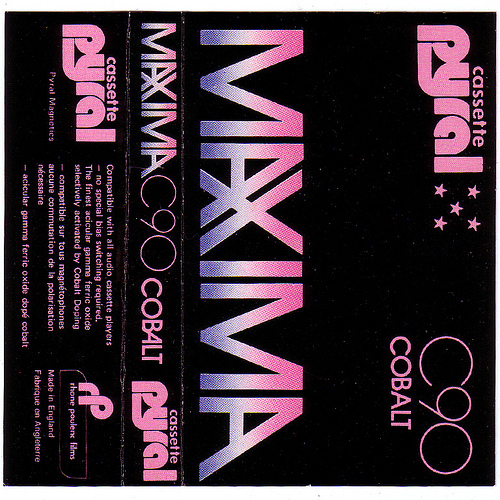 cassette
pyral
C90
COBALT
MAXIMA
MAXIMA C90 COBALT
cassette
pyral
cassette
pyral
Pyral Magnetics
Compatible with all audio cassette players
— no special bias switching required.
The finest acicular gamma ferric oxide
selectively activated by Cobalt Doping
— compatible sur tous magnétophones
aucune commutation de la polarisation
nécessaire
— acicular gamma ferric oxide dopé cobalt
rp
rhone poulenc films
Made in England
Fabrique en Angleterre